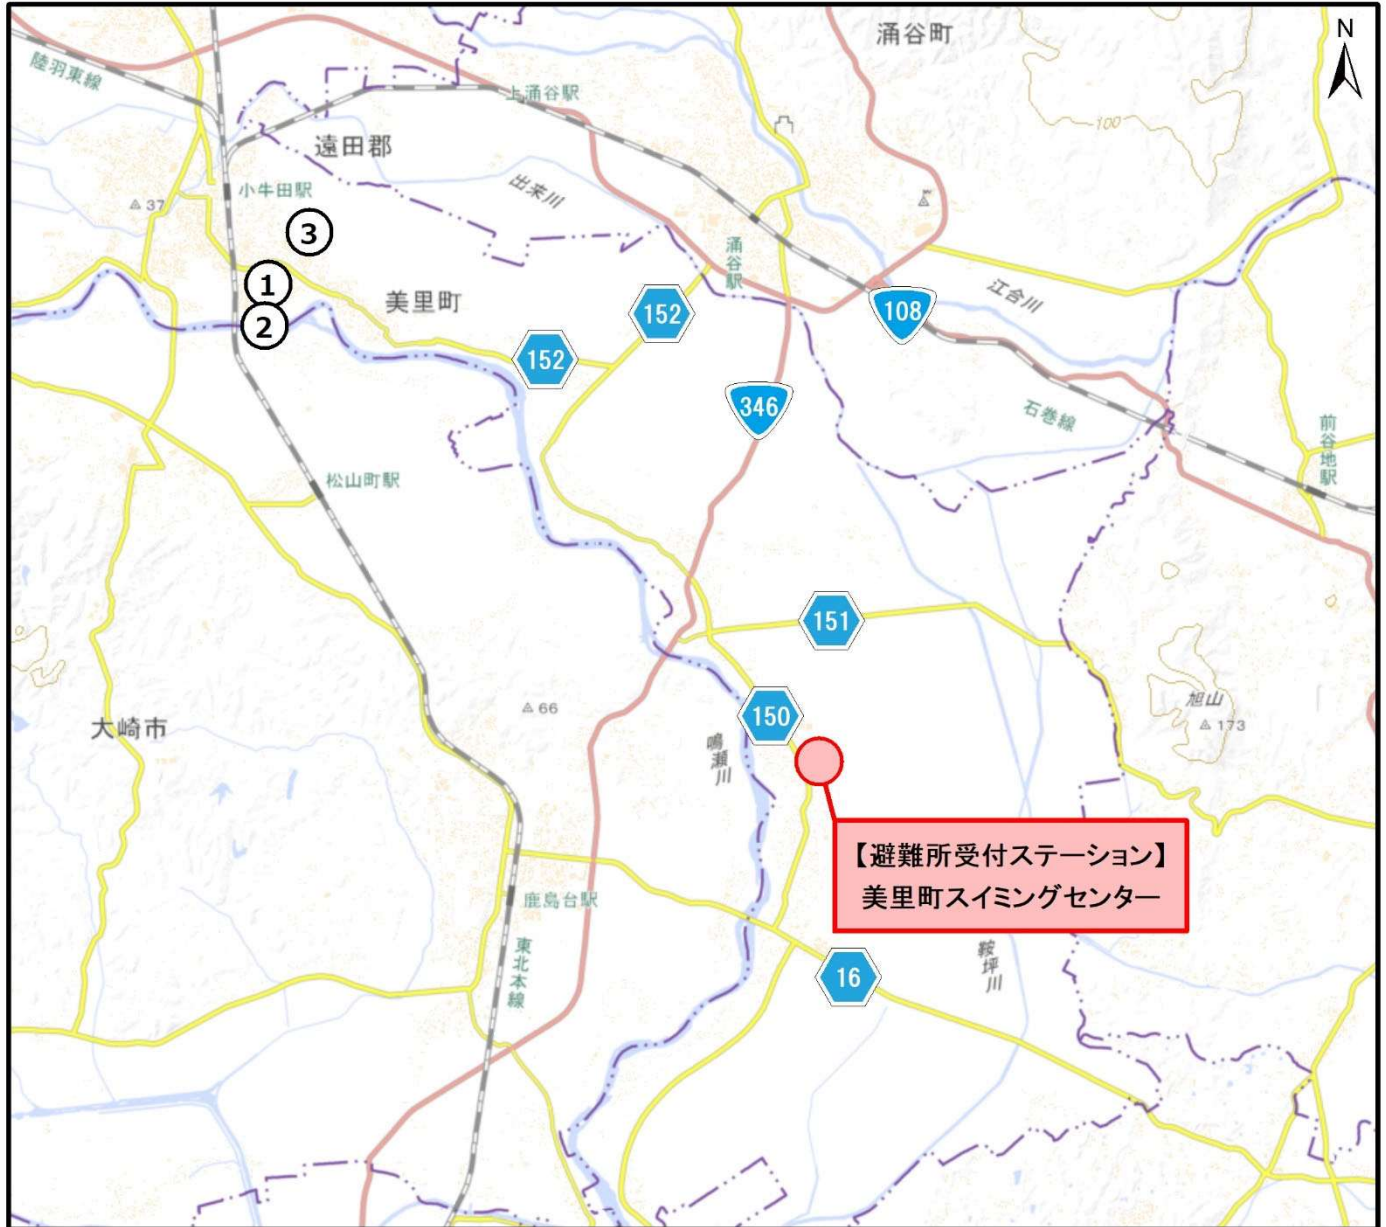 涌谷町
N
陸羽東線
上涌谷駅
100
遠田郡
出来川
小牛田駅
37
3
涌谷駅
1
美里町
江合川
2
152
108
152
346
石巻線
前谷地駅
松山町駅
151
旭山
173
66
150
大崎市
鳴瀬川
【避難所受付ステーション】
美里町スイミングセンター
鹿島台駅
東北本線
鞍坪川
16